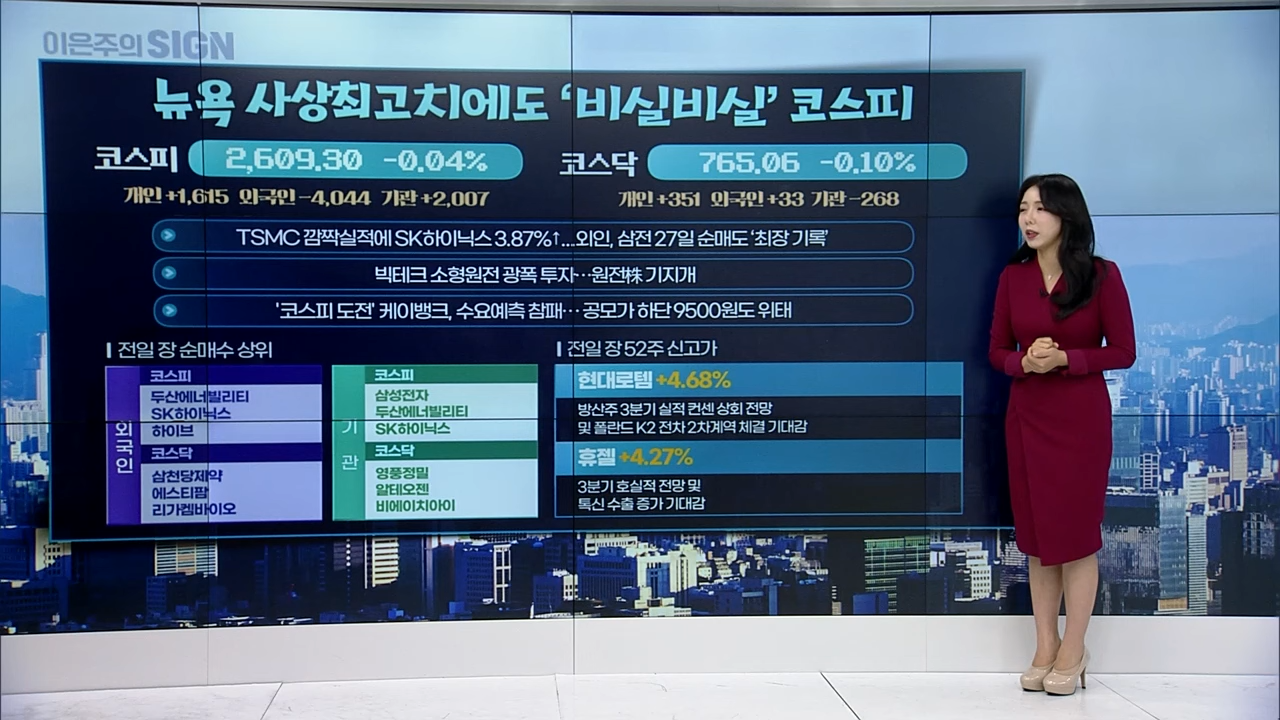 이은주의 SIGN
뉴욕 사상최고치에도 ‘비실비실’ 코스피
코스피 2,609.30 -0.04% 코스닥 765.06 -0.10%
개인+1,615 외국인-4,044 기관+2,007 개인+351 외국인+33 기관-268
TSMC 깜짝실적에 SK하이닉스 3.87%↑...외인, 삼전 27일 순매도 '최장 기록'
빅테크 소형원전 광폭 투자…원전株 기지개
'코스피 도전' 케이뱅크, 수요예측 참패… 공모가 하단 9500원도 위태
전일 장 순매수 상위
외국인
코스피
두산에너빌리티
SK하이닉스
하이브
코스닥
삼천당제약
에스티팜
리가켐바이오
기관
코스피
삼성전자
두산에너빌리티
SK하이닉스
코스닥
영풍정밀
알테오젠
비에이치아이
전일 장 52주 신고가
현대로템 +4.68%
방산주 3분기 실적 컨센 상회 전망
및 폴란드 K2 전차 2차계역 체결 기대감
휴젤 +4.27%
3분기 호실적 전망 및
톡신 수출 증가 기대감